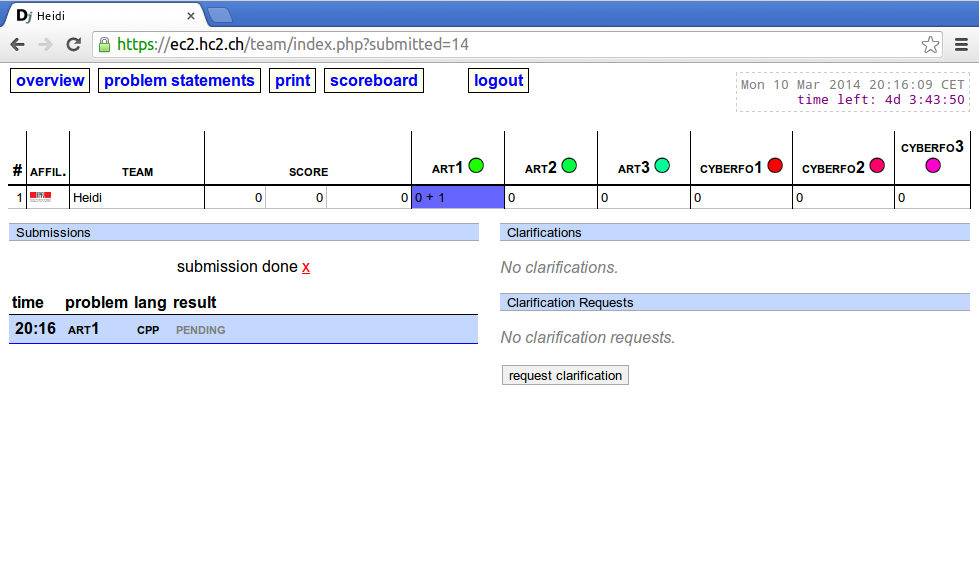 Dj Heidi
https://ec2.hc2.ch/team/index.php?submitted=14
overview problem statements print scoreboard logout
Mon 10 Mar 2014 20:16:09 CET
time left: 4d 3:43:50
# AFFIL. TEAM SCORE ART1 ART2 ART3 CYBERFO1 CYBERFO2 CYBERFO3
1 Heidi 0 0 0 0 + 1 0 0 0 0 0
Submissions
submission done x
time problem lang result
20:16 ART1 CPP PENDING
Clarifications
No clarifications.
Clarification Requests
No clarification requests.
request clarification